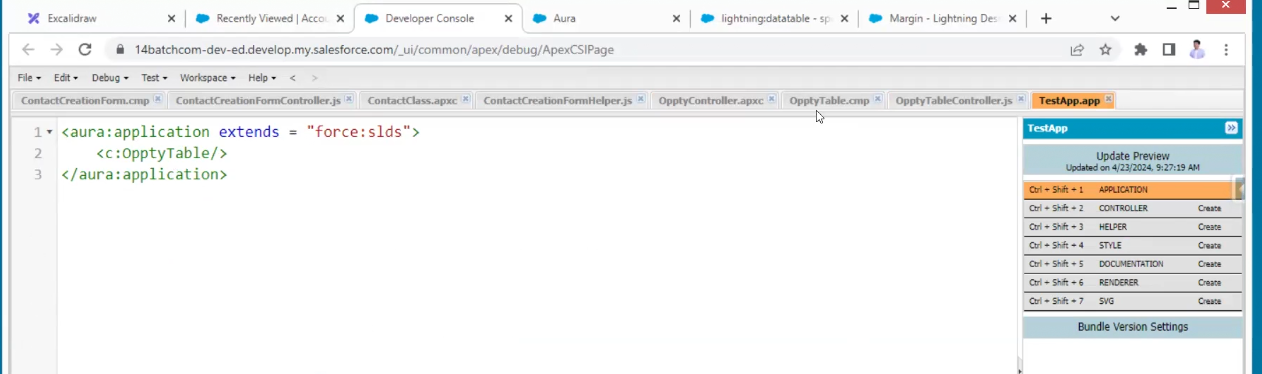 Excalidraw
Recently Viewed | Accou
Developer Console
Aura
lightning:datatable - spe
Margin - Lightning Des
14batchcom-dev-ed.develop.my.salesforce.com/_ui/common/apex/debug/ApexCSIPage
File Edit Debug Test Workspace Help < >
ContactCreationForm.cmp ContactCreationFormController.js ContactClass.apxc ContactCreationFormHelper.js OpptyController.apxc OpptyTable.cmp OpptyTableController.js TestApp.app
1 <aura:application extends = "force:slds">
2 <c:OpptyTable/>
3 </aura:application>
TestApp
Update Preview
Updated on 4/23/2024, 9:27:19 AM
Ctrl + Shift + 1 APPLICATION
Ctrl + Shift + 2 CONTROLLER Create
Ctrl + Shift + 3 HELPER Create
Ctrl + Shift + 4 STYLE Create
Ctrl + Shift + 5 DOCUMENTATION Create
Ctrl + Shift + 6 RENDERER Create
Ctrl + Shift + 7 SVG Create
Bundle Version Settings